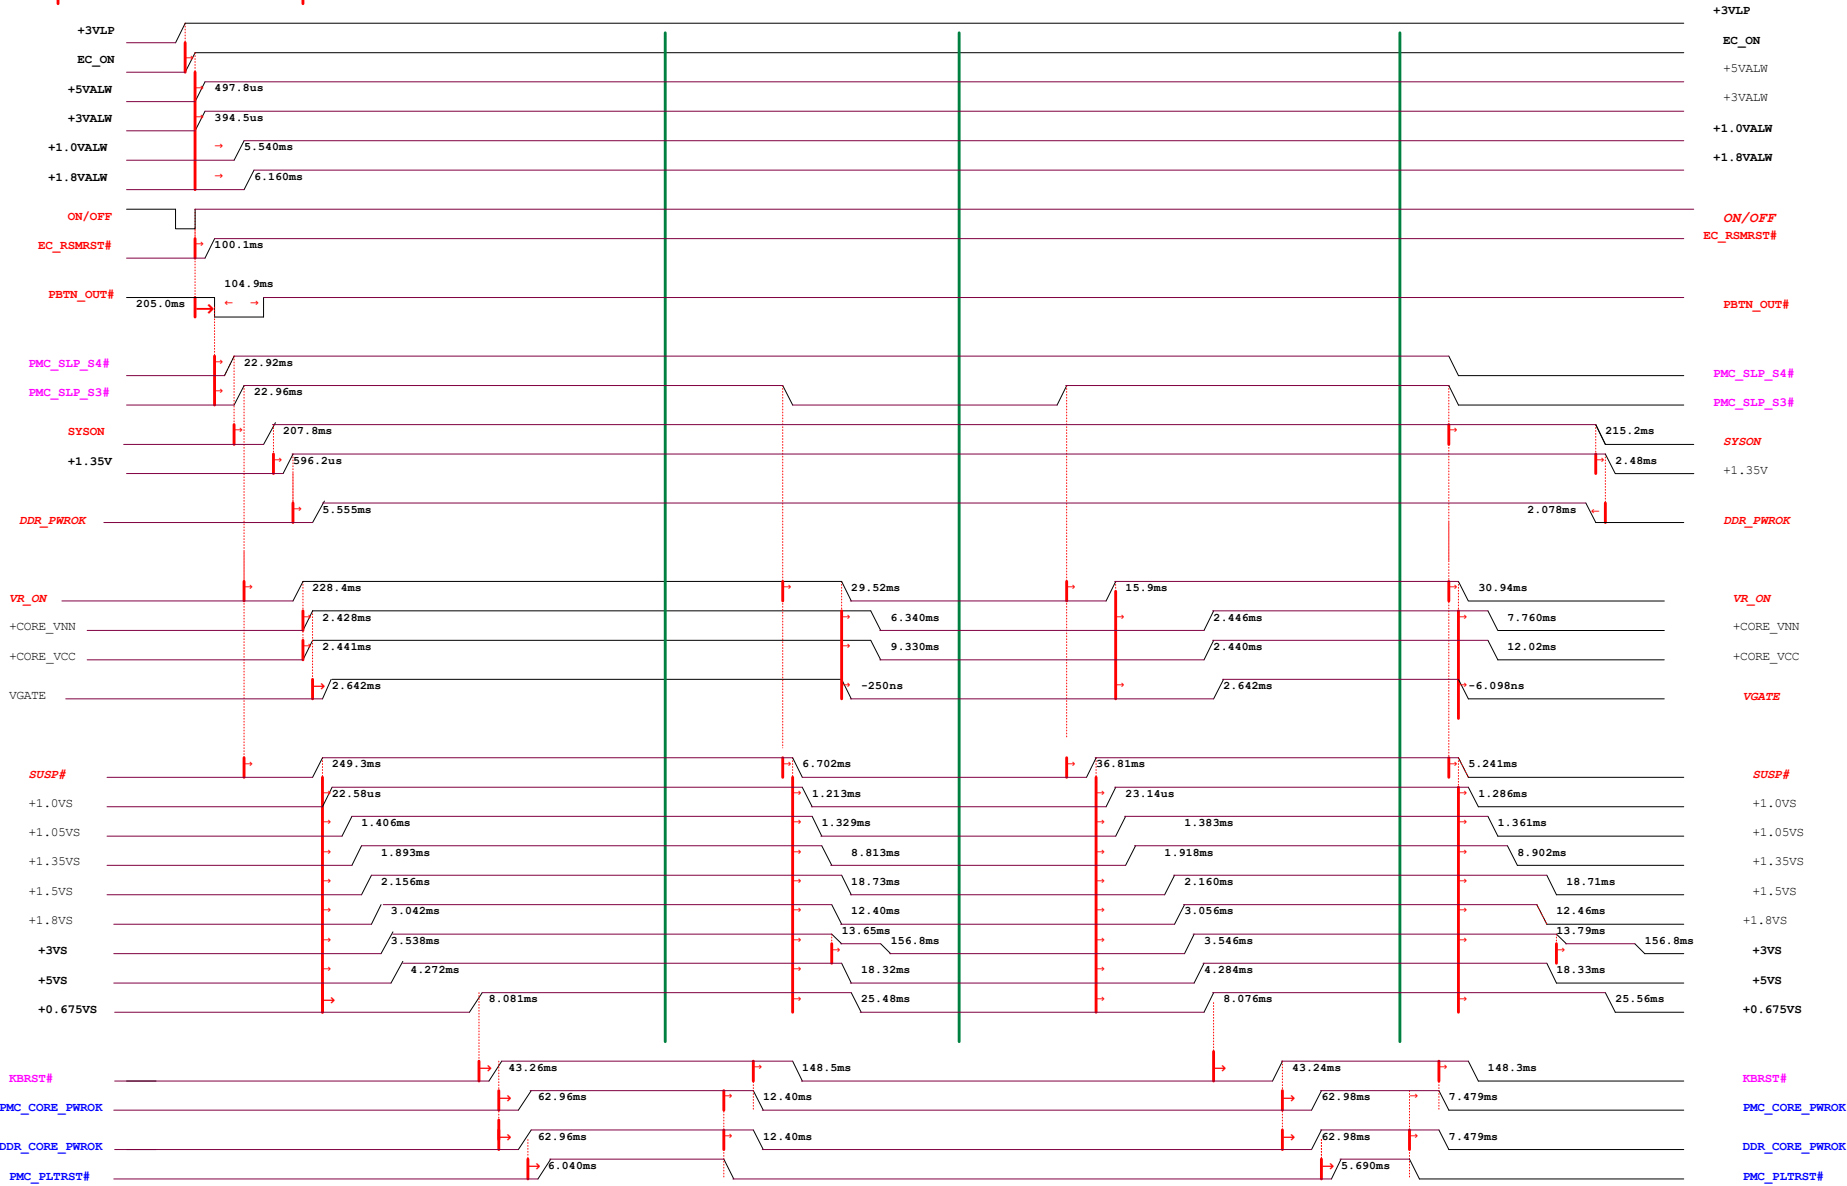 +3VLP +3VLP
EC_ON EC_ON
+5VALW 497.8us +5VALW
+3VALW 394.5us +3VALW
+1.0VALW 5.540ms +1.0VALW
+1.8VALW 6.160ms +1.8VALW
ON/OFF ON/OFF
EC_RSMRST# 100.1ms EC_RSMRST#
104.9ms
PBTN_OUT# 205.0ms PBTN_OUT#
PMC_SLP_S4# 22.92ms PMC_SLP_S4#
PMC_SLP_S3# 22.96ms PMC_SLP_S3#
SYSON 207.8ms 215.2ms SYSON
+1.35V 596.2us 2.48ms +1.35V
DDR_PWROK 5.555ms 2.078ms DDR_PWROK
VR_ON 228.4ms 29.52ms 15.9ms 30.94ms VR_ON
+CORE_VNN 2.428ms 6.340ms 2.446ms 7.760ms +CORE_VNN
+CORE_VCC 2.441ms 9.330ms 2.440ms 12.02ms +CORE_VCC
VGATE 2.642ms -250ns 2.642ms -6.098ns VGATE
SUSP# 249.3ms 6.702ms 36.81ms 5.241ms SUSP#
+1.0VS 22.58us 1.213ms 23.14us 1.286ms +1.0VS
+1.05VS 1.406ms 1.329ms 1.383ms 1.361ms +1.05VS
+1.35VS 1.893ms 8.813ms 1.918ms 8.902ms +1.35VS
+1.5VS 2.156ms 18.73ms 2.160ms 18.71ms +1.5VS
+1.8VS 3.042ms 12.40ms 3.056ms 12.46ms +1.8VS
13.65ms 13.79ms
+3VS 3.538ms 156.8ms 3.546ms 156.8ms +3VS
+5VS 4.272ms 18.32ms 4.284ms 18.33ms +5VS
+0.675VS 8.081ms 25.48ms 8.076ms 25.56ms +0.675VS
KBRST# 43.26ms 148.5ms 43.24ms 148.3ms KBRST#
PMC_CORE_PWROK 62.96ms 12.40ms 62.98ms 7.479ms PMC_CORE_PWROK
DDR_CORE_PWROK 62.96ms 12.40ms 62.98ms 7.479ms DDR_CORE_PWROK
PMC_PLTRST# 6.040ms 5.690ms PMC_PLTRST#